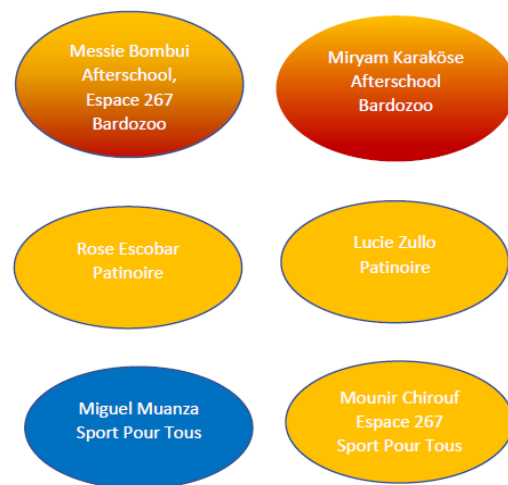 Messie Bombui
Afterschool,
Espace 267
Bardozoo
Miryam Karaköse
Afterschool
Bardozoo
Rose Escobar
Patinoire
Lucie Zullo
Patinoire
Miguel Muanza
Sport Pour Tous
Mounir Chirouf
Espace 267
Sport Pour Tous